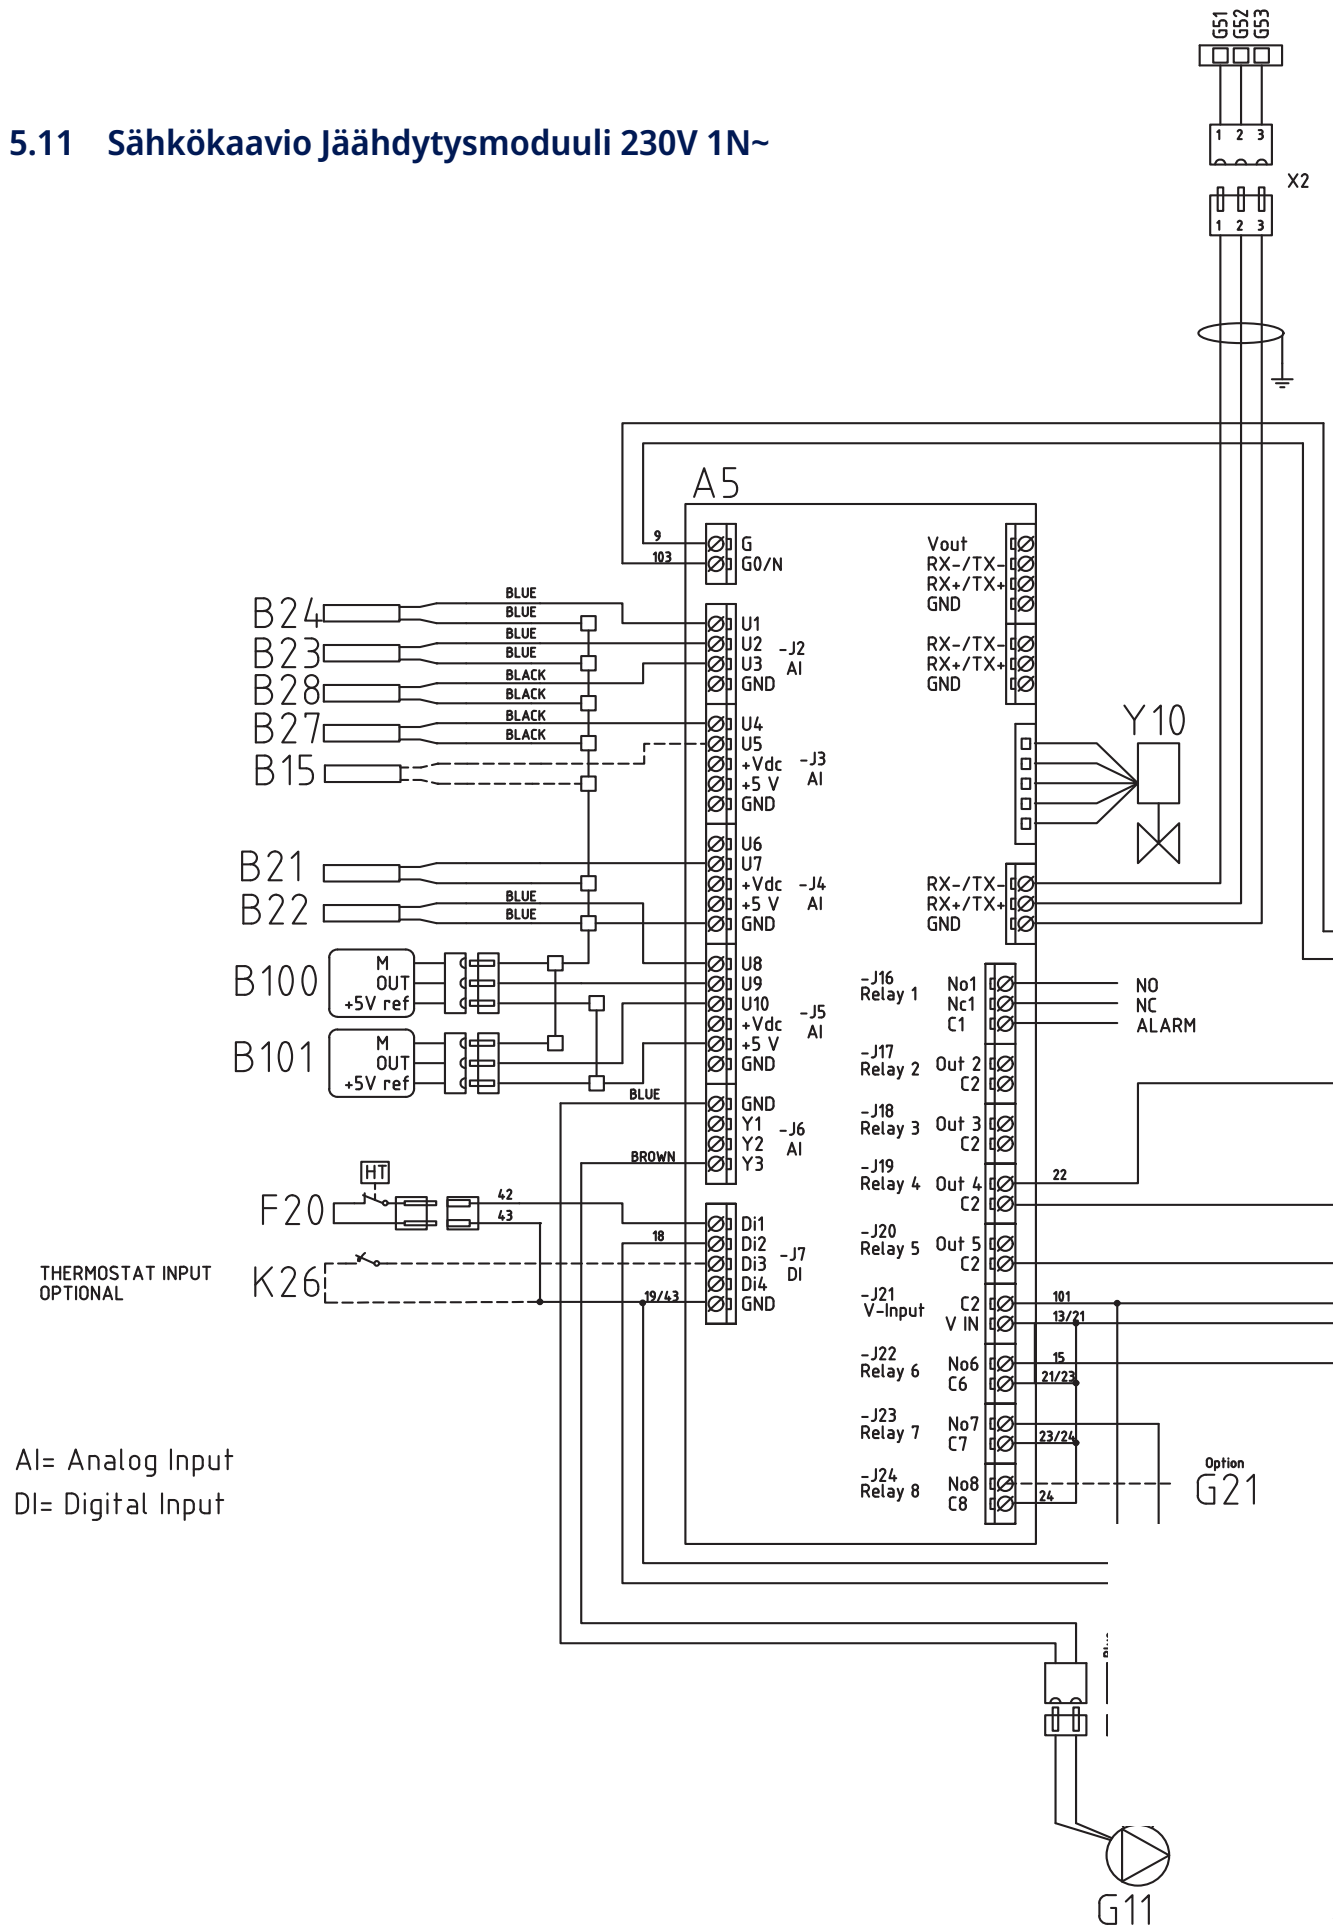 G51 G52 G53
1 2 3
5.11 Sähkökaavio Jäähdytysmoduuli 230V 1N~
X2
1 2 3
A5
9 G
103 G0/N
Vout
RX-/TX-
RX+/TX+
GND
RX-/TX-
RX+/TX+
GND
B24 BLUE
BLUE
B23 BLUE
BLUE
B28 BLACK
BLACK
B27 BLACK
BLACK
B15
U1
U2
U3
GND
-J2
AI
U4
U5
+Vdc
+5 V
GND
-J3
AI
Y10
B21
B22 BLUE
BLUE
U6
U7
+Vdc
+5 V
GND
-J4
AI
RX-/TX-
RX+/TX+
GND
B100
M
OUT
+5V ref
B101
M
OUT
+5V ref
U8
U9
U10
+Vdc
+5 V
GND
-J5
AI
BLUE
BROWN
GND
Y1
Y2
Y3
-J6
AI
-J16
Relay 1
No1
Nc1
C1
NO
NC
ALARM
-J17
Relay 2
Out 2
C2
-J18
Relay 3
Out 3
C2
-J19
Relay 4
Out 4
C2
22
-J20
Relay 5
Out 5
C2
-J21
V-Input
C2
V IN
101
13/21
-J22
Relay 6
No6
C6
15
21/23
-J23
Relay 7
No7
C7
23/24
-J24
Relay 8
No8
C8
24
Option
G21
HT
F20
42
43
18
THERMOSTAT INPUT
OPTIONAL
K26
19/43
Di1
Di2
Di3
Di4
GND
-J7
DI
AI= Analog Input
DI= Digital Input
G11